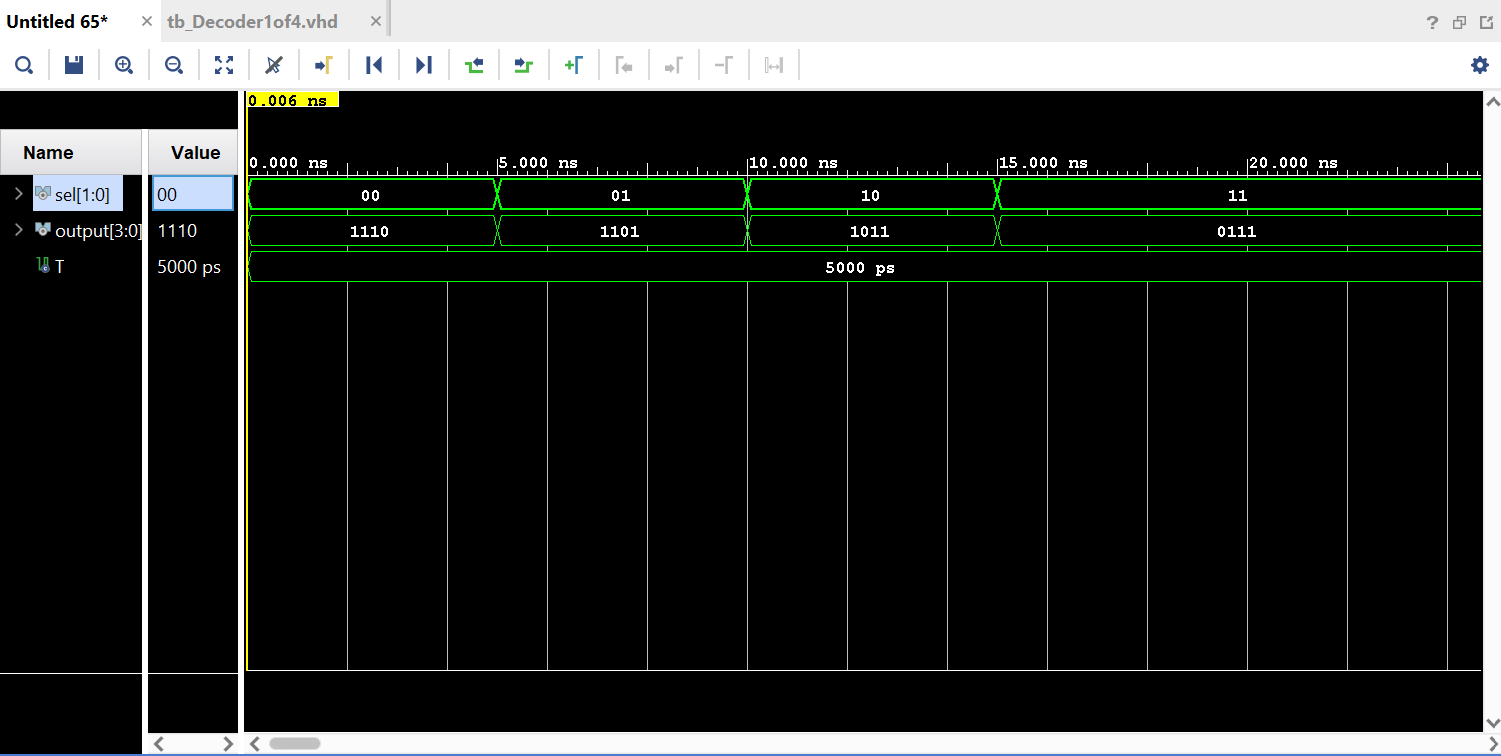 Untitled 65* × tb_Decoder1of4.vhd ×
?
0.006 ns
Name Value
0.000 ns 5.000 ns 10.000 ns 15.000 ns 20.000 ns
sel[1:0] 00 00 01 10 11
output[3:0] 1110 1110 1101 1011 0111
T 5000 ps 5000 ps